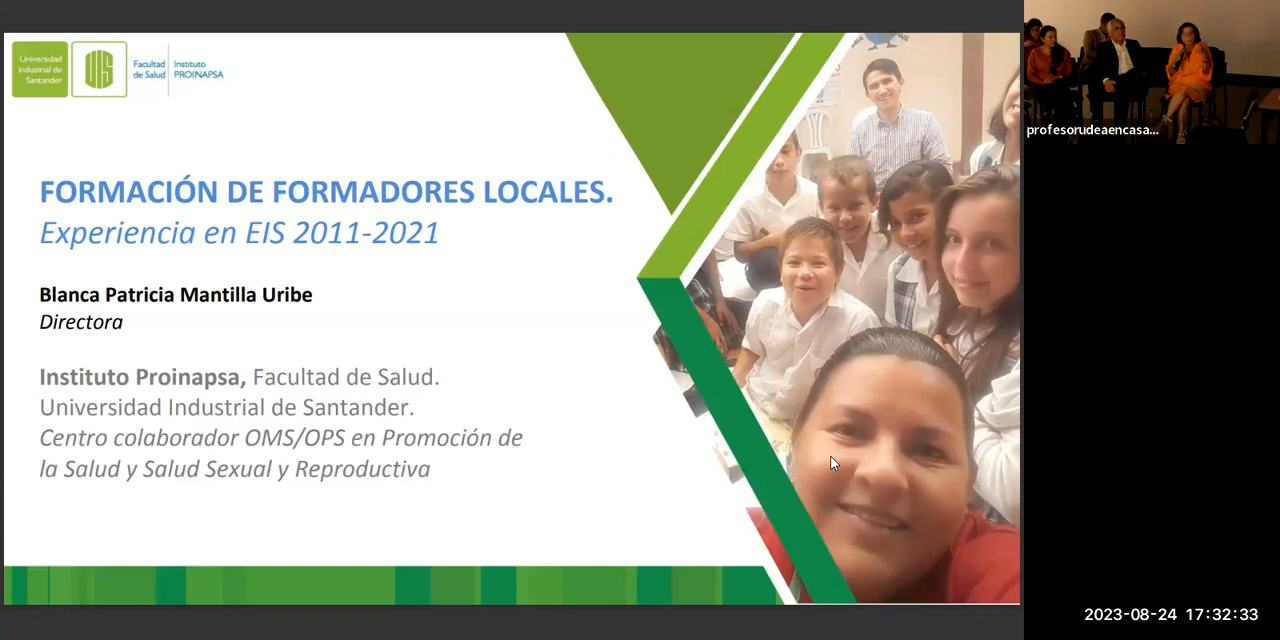 Universidad
Industrial de
Santander
UIS
Facultad
de Salud
Instituto
PROINAPSA
FORMACIÓN DE FORMADORES LOCALES.
Experiencia en EIS 2011-2021
Blanca Patricia Mantilla Uribe
Directora
Instituto Proinapsa, Facultad de Salud.
Universidad Industrial de Santander.
Centro colaborador OMS/OPS en Promoción de
la Salud y Salud Sexual y Reproductiva
profesorudeaencasa...
2023-08-24 17:32:33